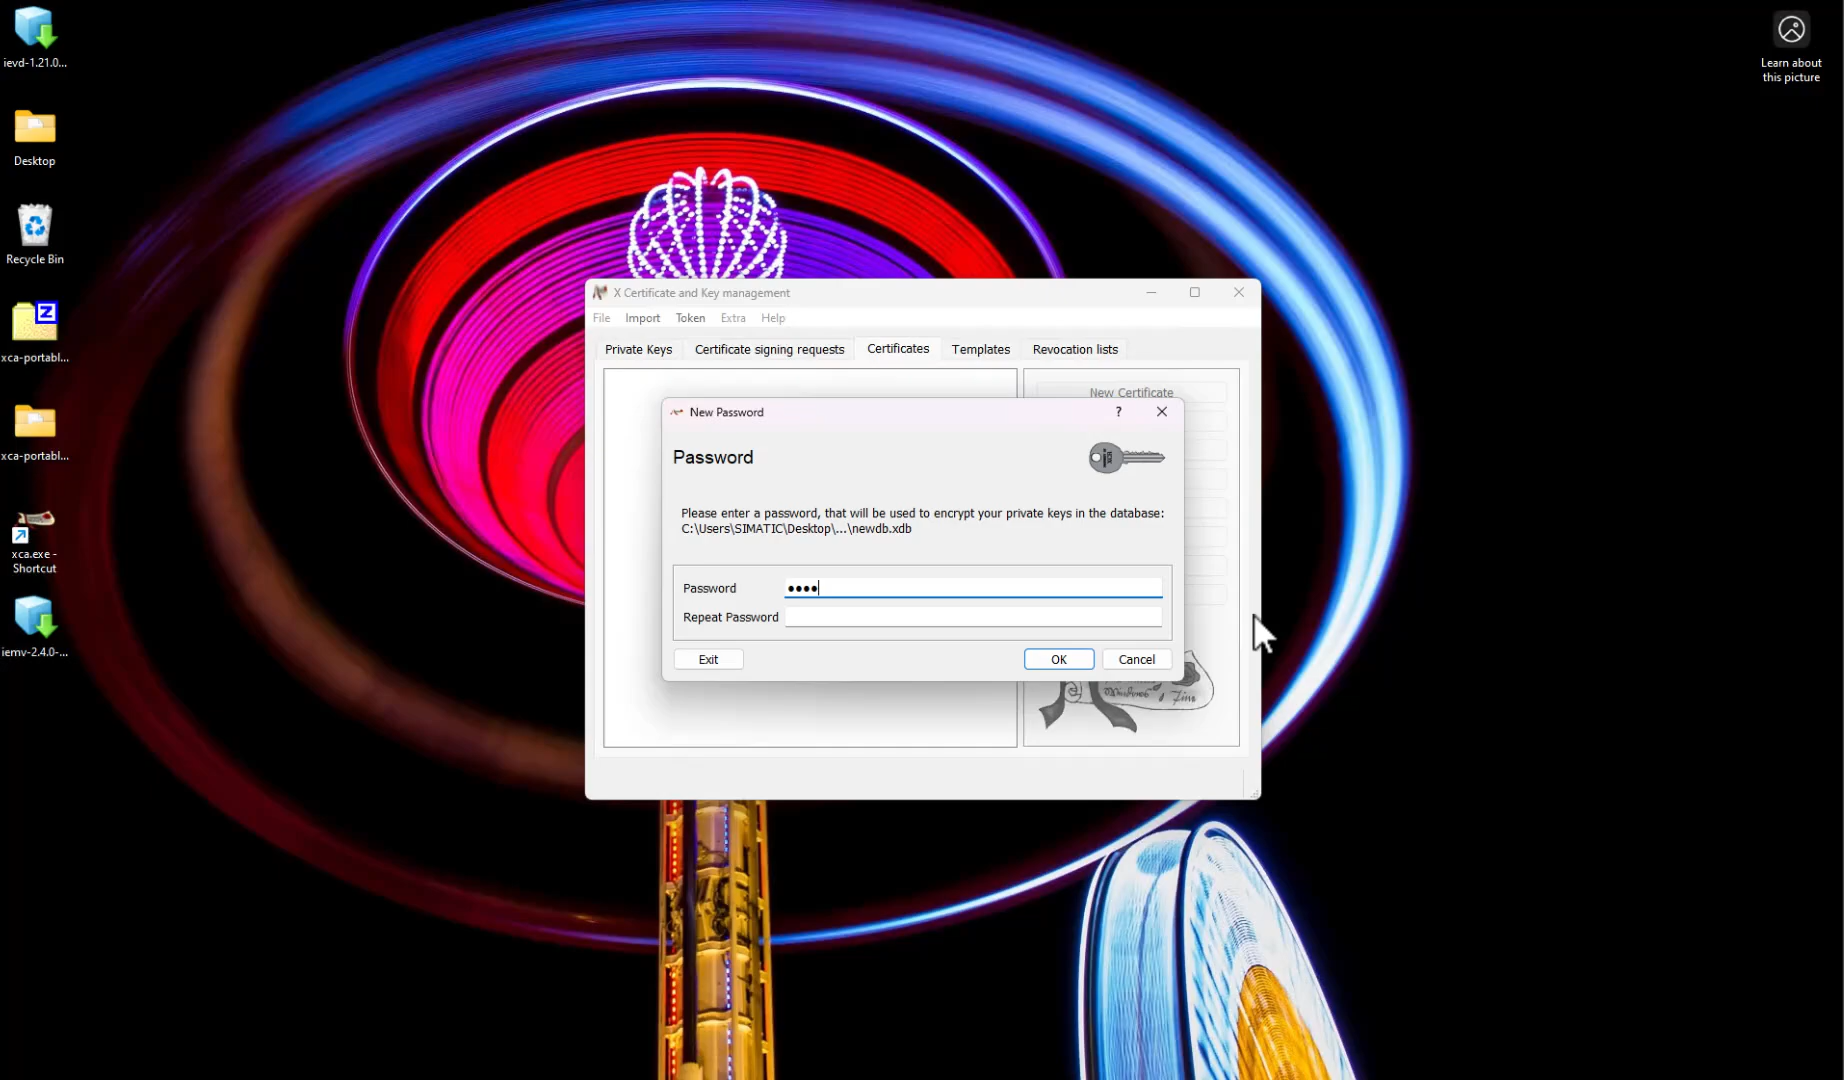 ievd-1.21.0...
Desktop
Recycle Bin
xca-portabl...
xca-portabl...
xca.exe -
Shortcut
iemv-2.4.0-...
Learn about
this picture
X Certificate and Key management
File Import Token Extra Help
Private Keys Certificate signing requests Certificates Templates Revocation lists
New Certificate
New Password
?
Password
Please enter a password, that will be used to encrypt your private keys in the database:
C:\Users\SIMATIC\Desktop\...\newdb.xdb
Password ••••
Repeat Password
Exit OK Cancel